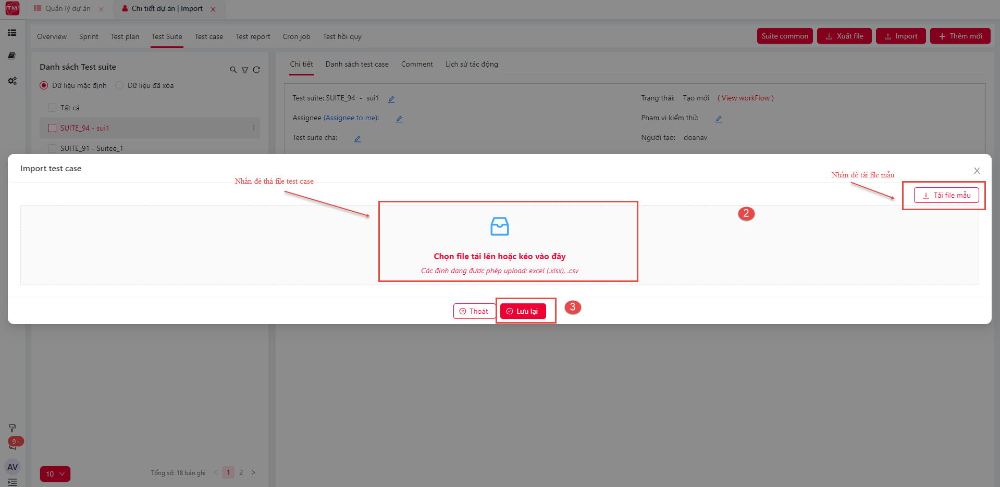 TM
Quản lý dự án
Chi tiết dự án | Import
Overview
Sprint
Test plan
Test Suite
Test case
Test report
Cron job
Test hồi quy
Suite common
Xuất file
Import
Thêm mới
Danh sách Test suite
Dữ liệu mặc định
Dữ liệu đã xóa
Tất cả
SUITE_94 - sui1
SUITE_91 - Suitee_1
Chi tiết
Danh sách test case
Comment
Lịch sử tác động
Test suite: SUITE_94 - sui1
Trạng thái: Tạo mới ( View workFlow )
Assignee (Assignee to me):
Phạm vi kiểm thử:
Test suite cha:
Người tạo: doanav
Import test case
Nhấn để tải file mẫu
Nhấn đẻ thả file test case
Tải file mẫu
2
Chọn file tải lên hoặc kéo vào đây
Các định dạng được phép upload: excel (.xlsx), .csv
Thoát
Lưu lại
3
9+
AV
10
Tổng số: 18 bản ghi
1
2